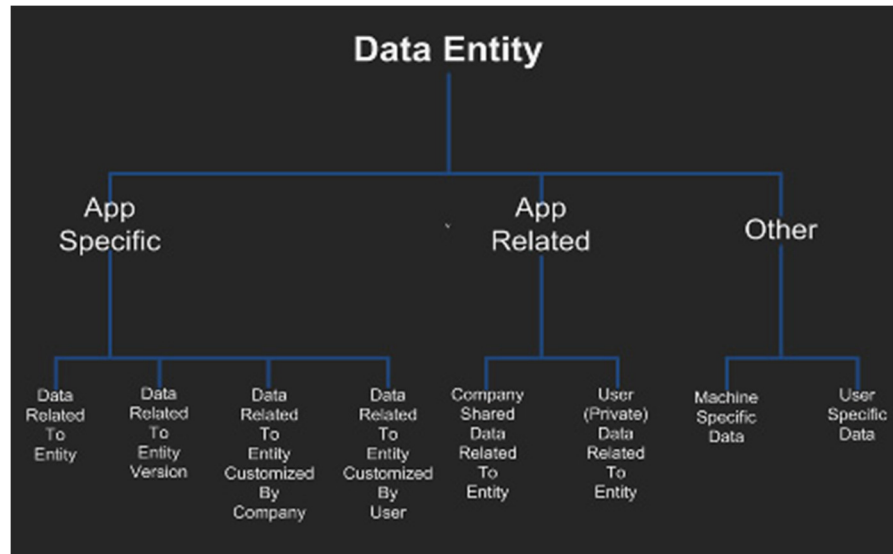 Data Entity
App
Specific
App
Related
Other
Data
Related
To
Entity
Data
Related
To
Entity
Version
Data
Related
To
Entity
Customized
By
Company
Data
Related
To
Entity
Customized
By
User
Company
Shared
Data
Related
To
Entity
User
(Private)
Data
Related
To
Entity
Machine
Specific
Data
User
Specific
Data